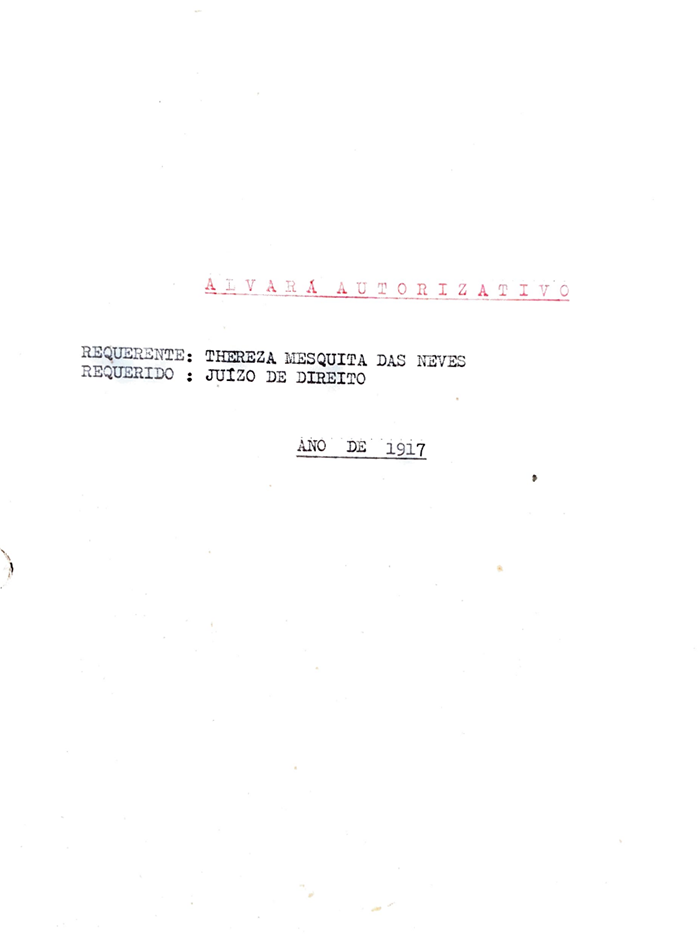 ALVARÁ AUTORIZATIVO
REQUERENTE: THEREZA MESQUITA DAS NEVES
REQUERIDO : JUÍZO DE DIREITO
ANO DE 1917